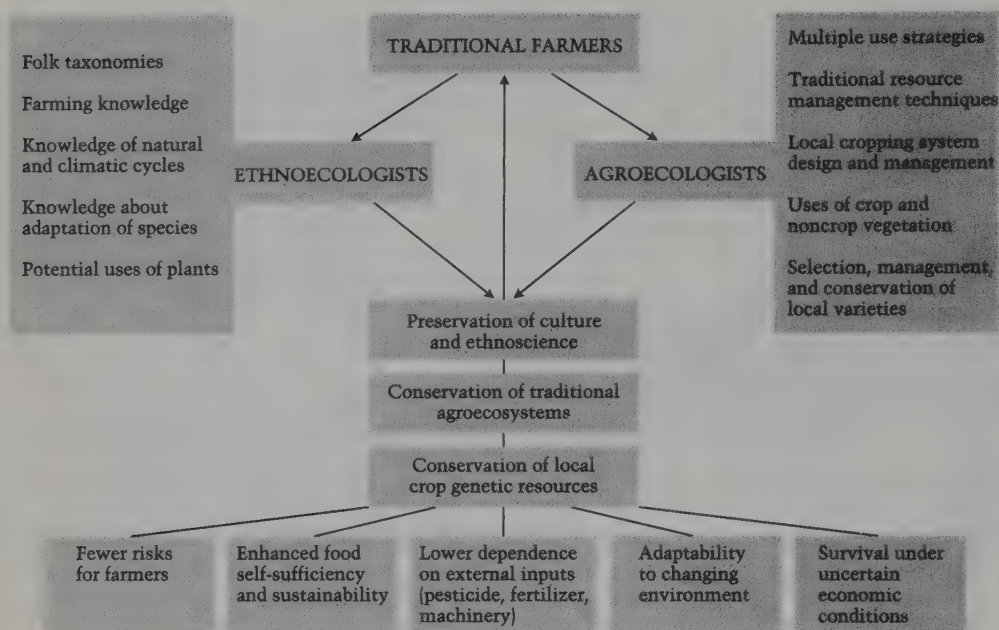 Folk taxonomies
Farming knowledge
Knowledge of natural
and climatic cycles
Knowledge about
adaptation of species
Potential uses of plants
TRADITIONAL FARMERS
ETHNOECOLOGISTS
AGROECOLOGISTS
Multiple use strategies
Traditional resource
management techniques
Local cropping system
design and management
Uses of crop and
noncrop vegetation
Selection, management,
and conservation of
local varieties
Preservation of culture
and ethnoscience
Conservation of traditional
agroecosystems
Conservation of local
crop genetic resources
Fewer risks
for farmers
Enhanced food
self-sufficiency
and sustainability
Lower dependence
on external inputs
(pesticide, fertilizer,
machinery)
Adaptability
to changing
environment
Survival under
uncertain
economic
conditions